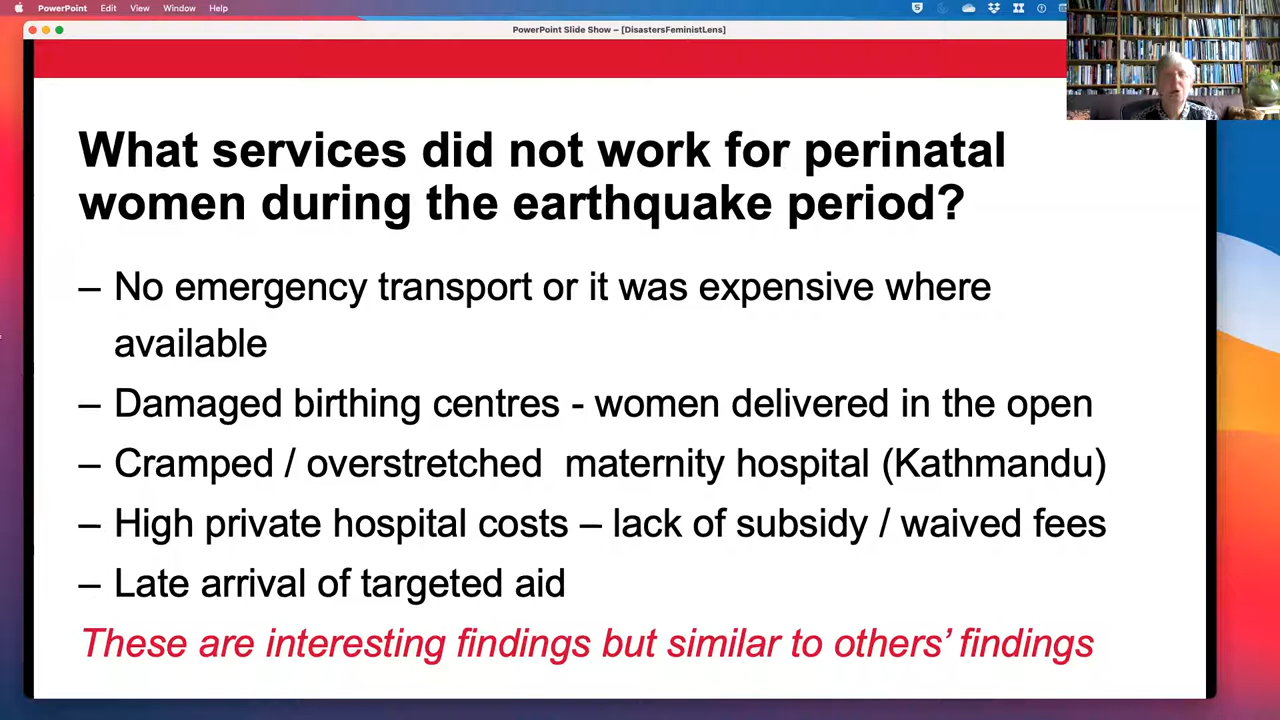 PowerPoint Edit View Window Help
PowerPoint Slide Show – [DisastersFeministLens]
What services did not work for perinatal
women during the earthquake period?
– No emergency transport or it was expensive where
available
– Damaged birthing centres - women delivered in the open
– Cramped / overstretched maternity hospital (Kathmandu)
– High private hospital costs – lack of subsidy / waived fees
– Late arrival of targeted aid
These are interesting findings but similar to others’ findings